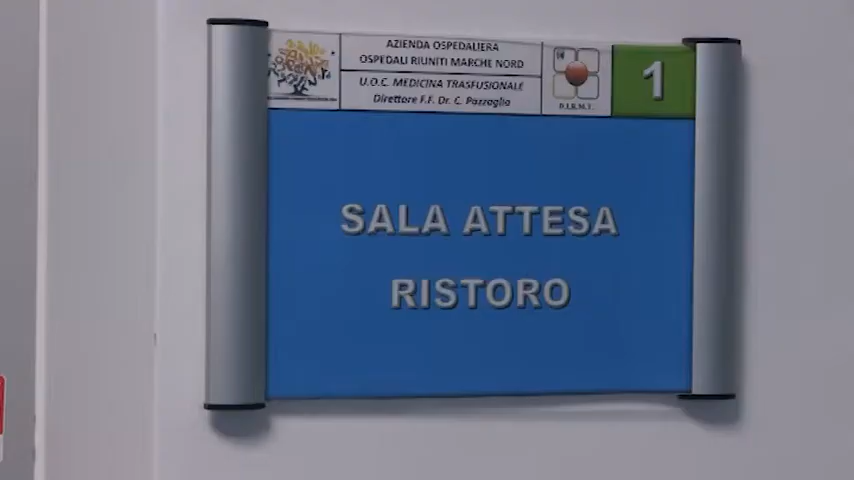 AZIENDA OSPEDALIERA
OSPEDALI RIUNITI MARCHE NORD
U.O.C. MEDICINA TRASFUSIONALE
Direttore F.F. Dr. C. Pazzaglia
D.I.R.M.T.
1
SALA ATTESA
RISTORO